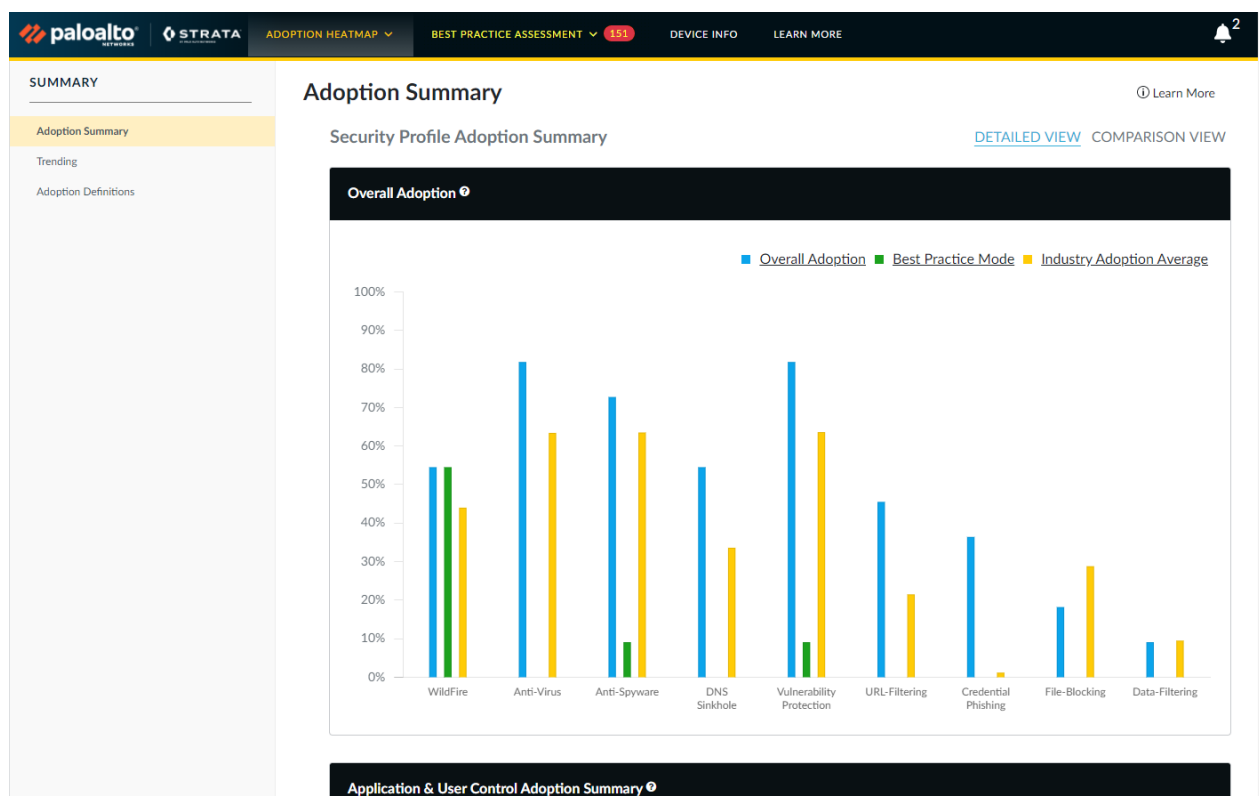 paloalto NETWORKS STRATA ADOPTION HEATMAP BEST PRACTICE ASSESSMENT 151 DEVICE INFO LEARN MORE 2
SUMMARY
Adoption Summary
Trending
Adoption Definitions
Adoption Summary
Learn More
Security Profile Adoption Summary
DETAILED VIEW COMPARISON VIEW
Overall Adoption
Overall Adoption Best Practice Mode Industry Adoption Average
100%
90%
80%
70%
60%
50%
40%
30%
20%
10%
0%
WildFire
Anti-Virus
Anti-Spyware
DNS
Sinkhole
Vulnerability
Protection
URL-Filtering
Credential
Phishing
File-Blocking
Data-Filtering
Application & User Control Adoption Summary